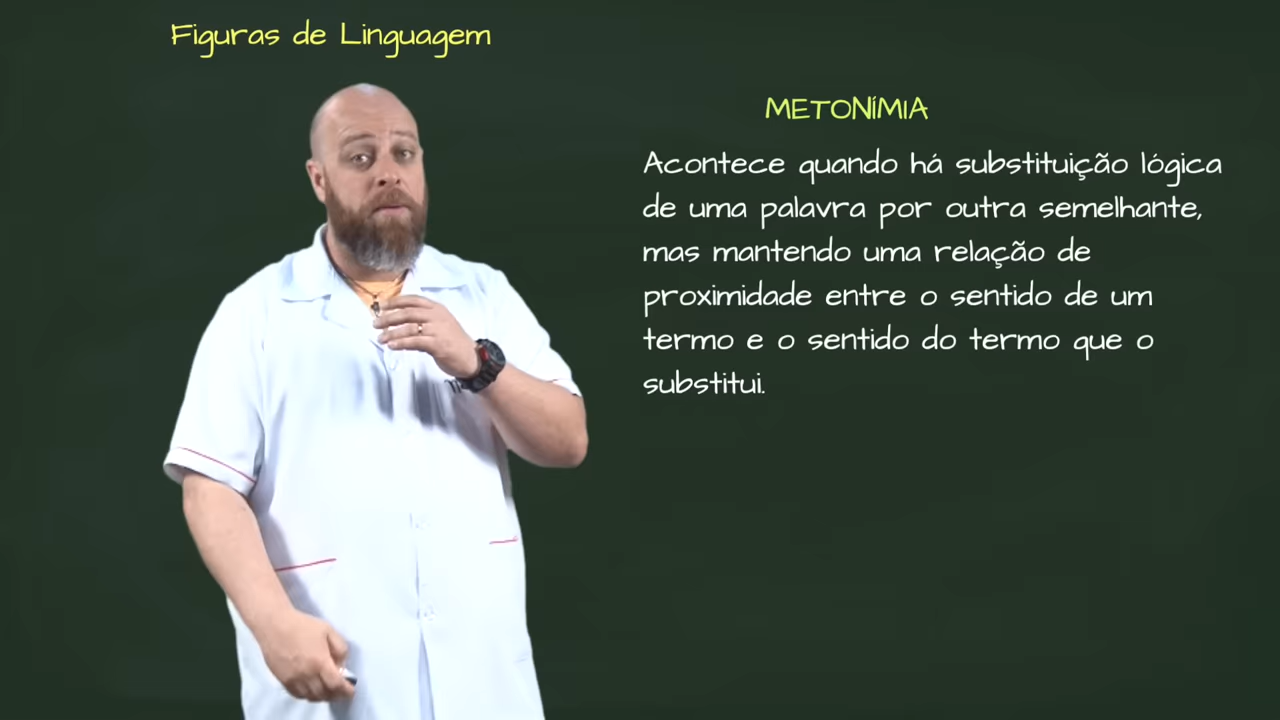 Figuras de Linguagem
METONÍMIA
Acontece quando há substituição lógica
de uma palavra por outra semelhante,
mas mantendo uma relação de
proximidade entre o sentido de um
termo e o sentido do termo que o
substitui.